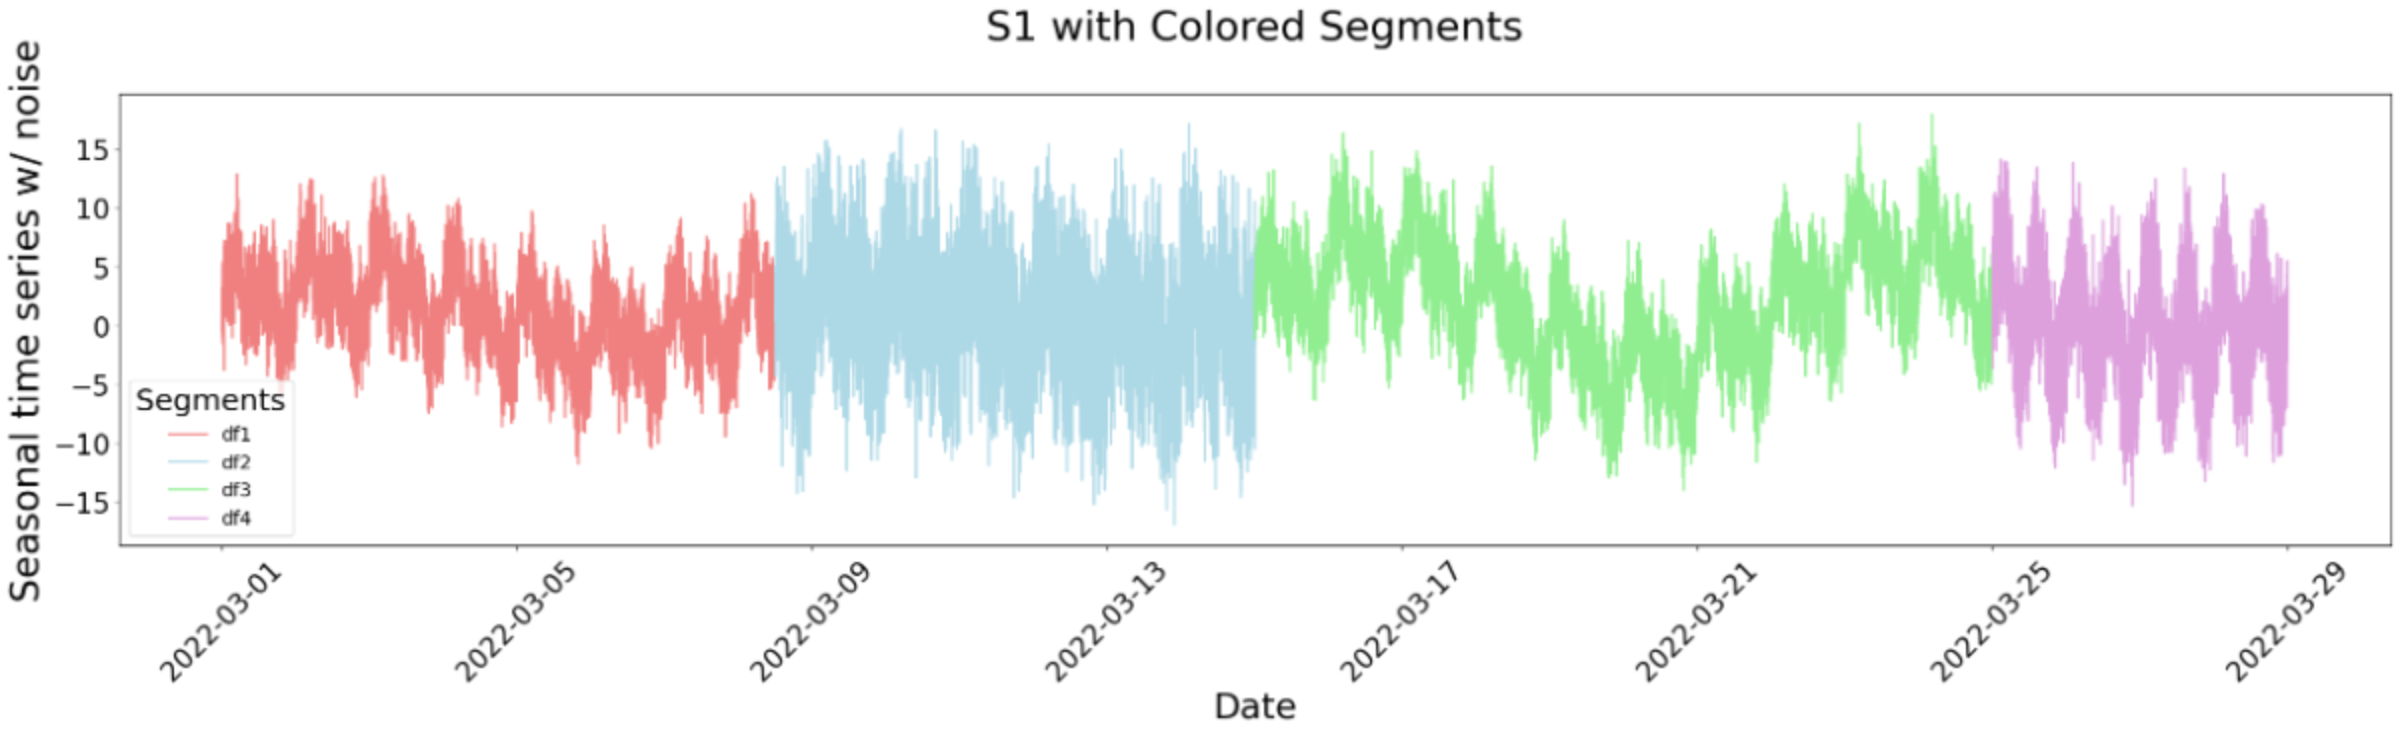 S1 with Colored Segments
Seasonal time series w/ noise
15
10
5
0
−5
−10
−15
Segments
df1
df2
df3
df4
2022-03-01
2022-03-05
2022-03-09
2022-03-13
2022-03-17
2022-03-21
2022-03-25
2022-03-29
Date